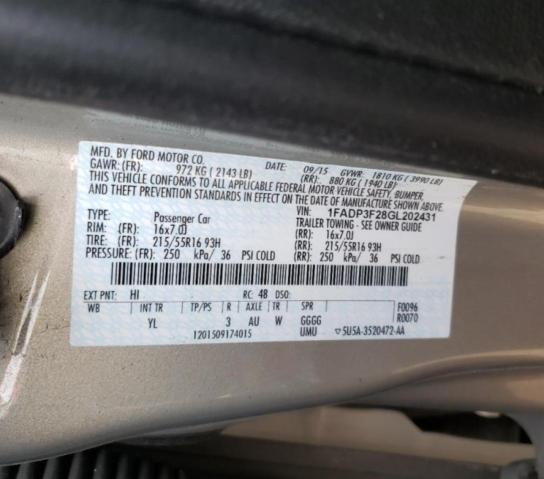 MFD. BY FORD MOTOR CO.
DATE: 09/15 GVWR: 1810 KG ( 3990 LB)
GAWR: (FR): 972 KG ( 2143 LB) (RR): 880 KG ( 1940 LB)
THIS VEHICLE CONFORMS TO ALL APPLICABLE FEDERAL MOTOR VEHICLE SAFETY, BUMPER,
AND THEFT PREVENTION STANDARDS IN EFFECT ON THE DATE OF MANUFACTURE SHOWN ABOVE.
VIN: 1FADP3F28GL202431
TYPE: Passenger Car TRAILER TOWING - SEE OWNER GUIDE
RIM: (FR): 16x7.0J (RR): 16x7.0J
TIRE: (FR): 215/55R16 93H (RR): 215/55R16 93H
PRESSURE: (FR): 250 kPa/ 36 PSI COLD (RR): 250 kPa/ 36 PSI COLD
EXT PNT: HI RC: 48 DSO:
WB INT TR TP/PS R AXLE TR SPR F0096
YL 3 AU W GGGG R0070
1201509174015 UMU 5U5A-3520472-AA